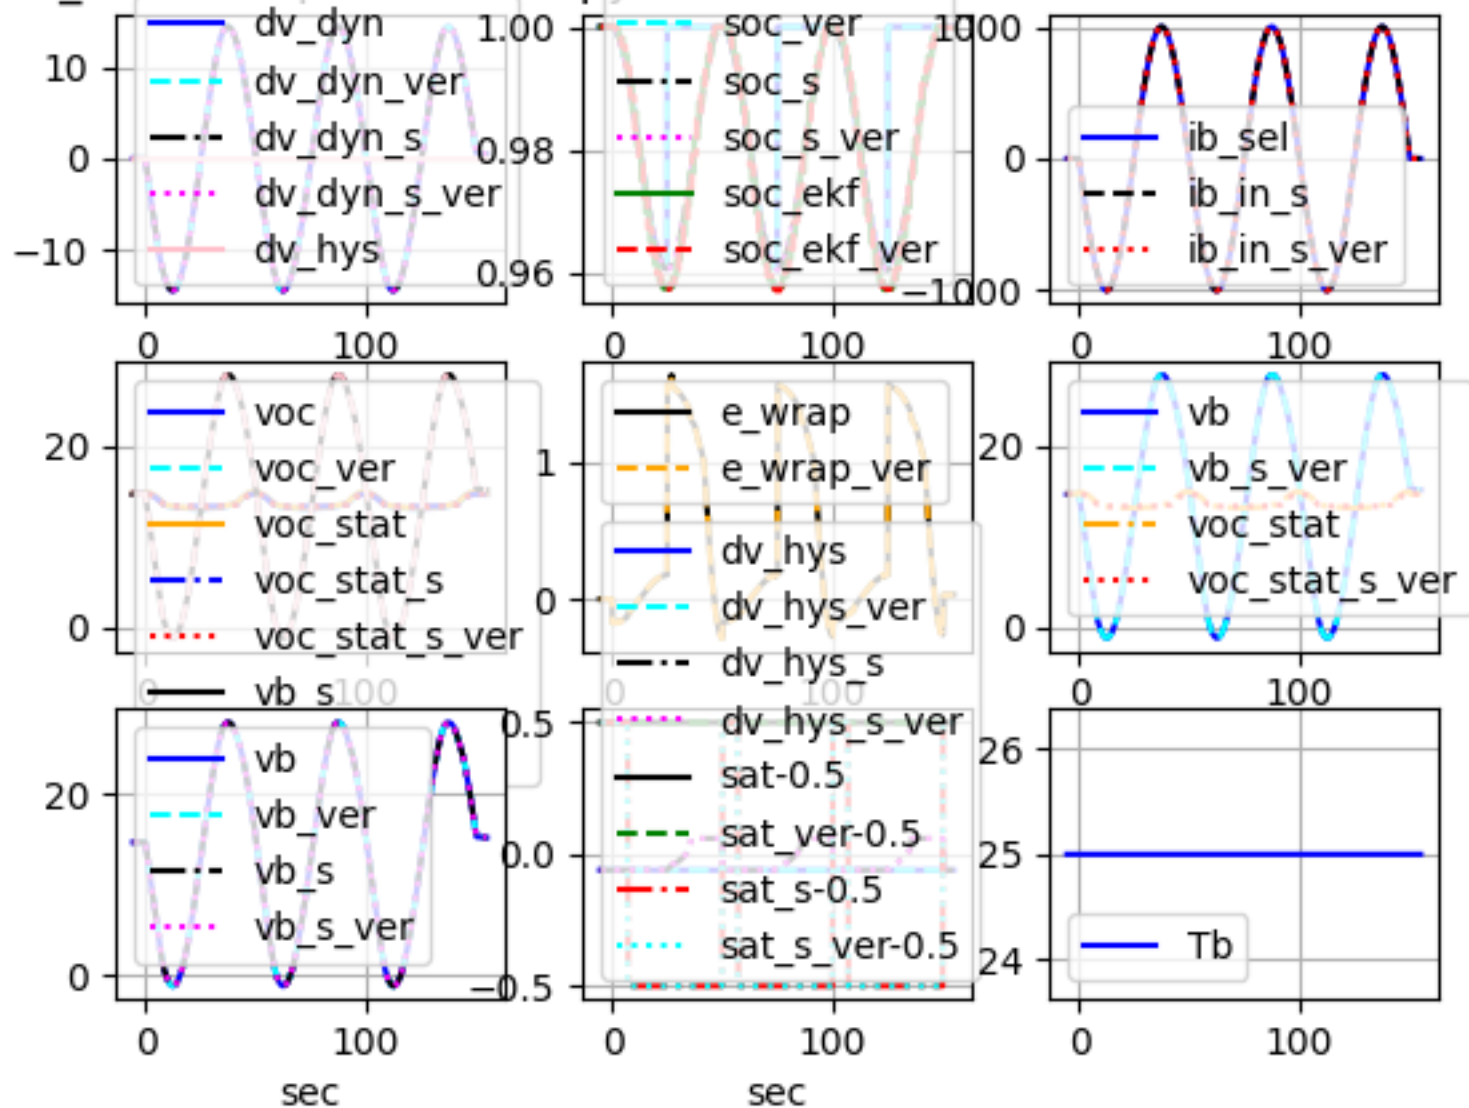 dv_dyn
dv_dyn_ver
dv_dyn_s
dv_dyn_s_ver
dv_hys
10
0
−10
0
100
soc_ver
soc_s
soc_s_ver
soc_ekf
soc_ekf_ver
1.00
0.98
0.96
0
100
ib_sel
ib_in_s
ib_in_s_ver
1000
0
−1000
0
100
voc
voc_ver
voc_stat
voc_stat_s
voc_stat_s_ver
vb_s
20
0
0
100
e_wrap
e_wrap_ver
1
0
0
100
dv_hys
dv_hys_ver
dv_hys_s
dv_hys_s_ver
sat-0.5
sat_ver-0.5
sat_s-0.5
sat_s_ver-0.5
vb
vb_s_ver
voc_stat
voc_stat_s_ver
20
0
0
100
vb
vb_ver
vb_s
vb_s_ver
20
0
0
100
sec
0.5
0.0
−0.5
0
100
sec
Tb
26
25
24
0
100